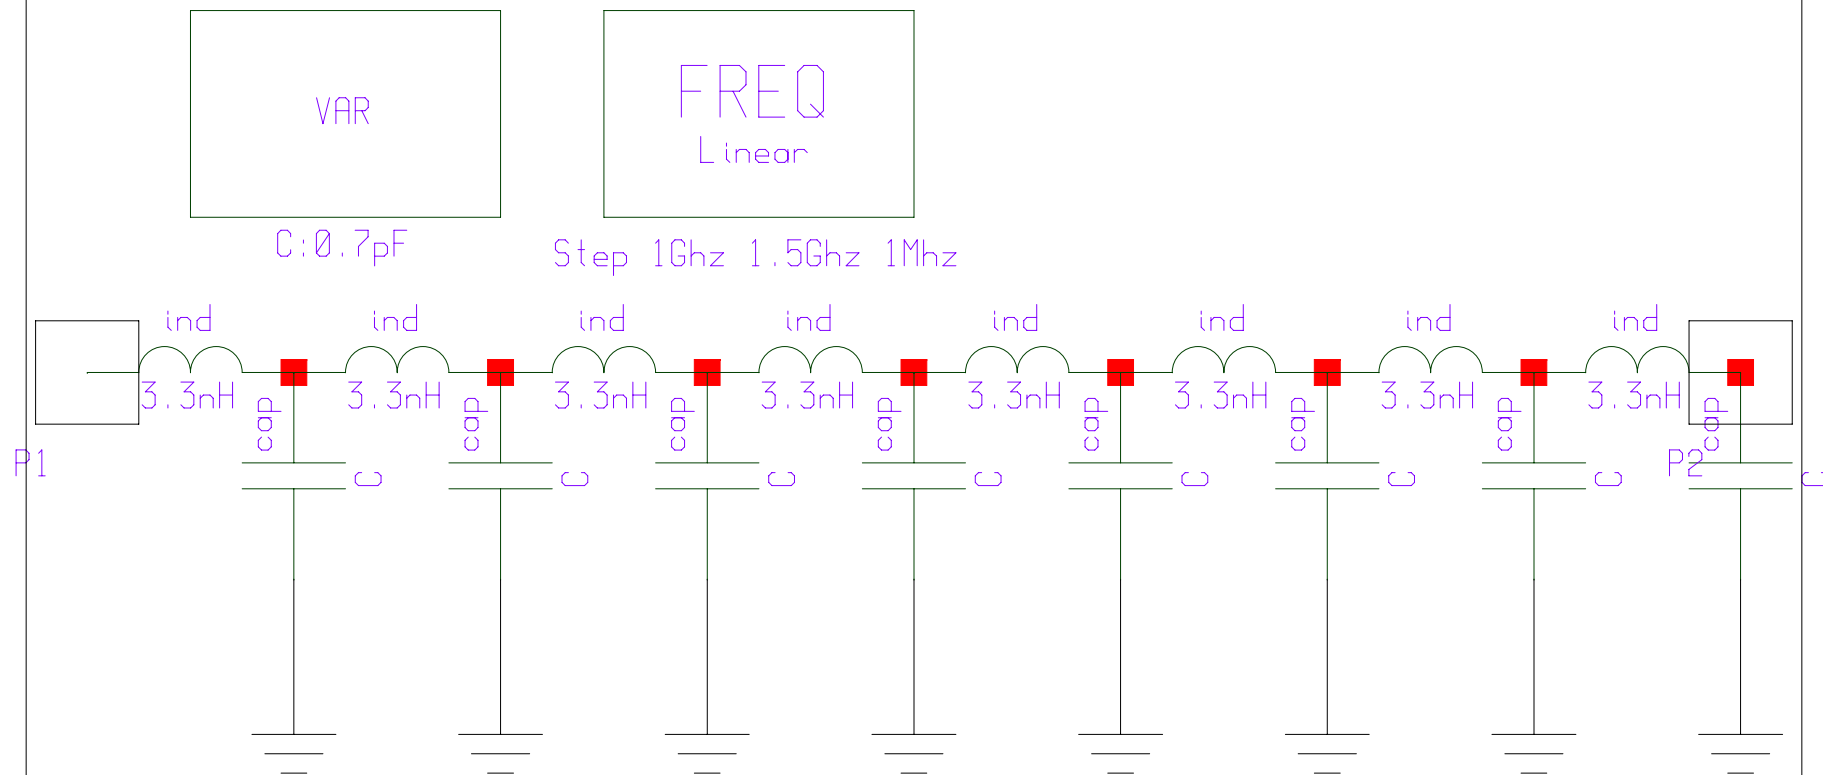 VAR
FREQ
Linear
C:0.7pF
Step 1Ghz 1.5Ghz 1Mhz
ind ind ind ind ind ind ind ind
3.3nH 3.3nH 3.3nH 3.3nH 3.3nH 3.3nH 3.3nH 3.3nH
cap cap cap cap cap cap cap cap
P1 C C C C C C C P2 C